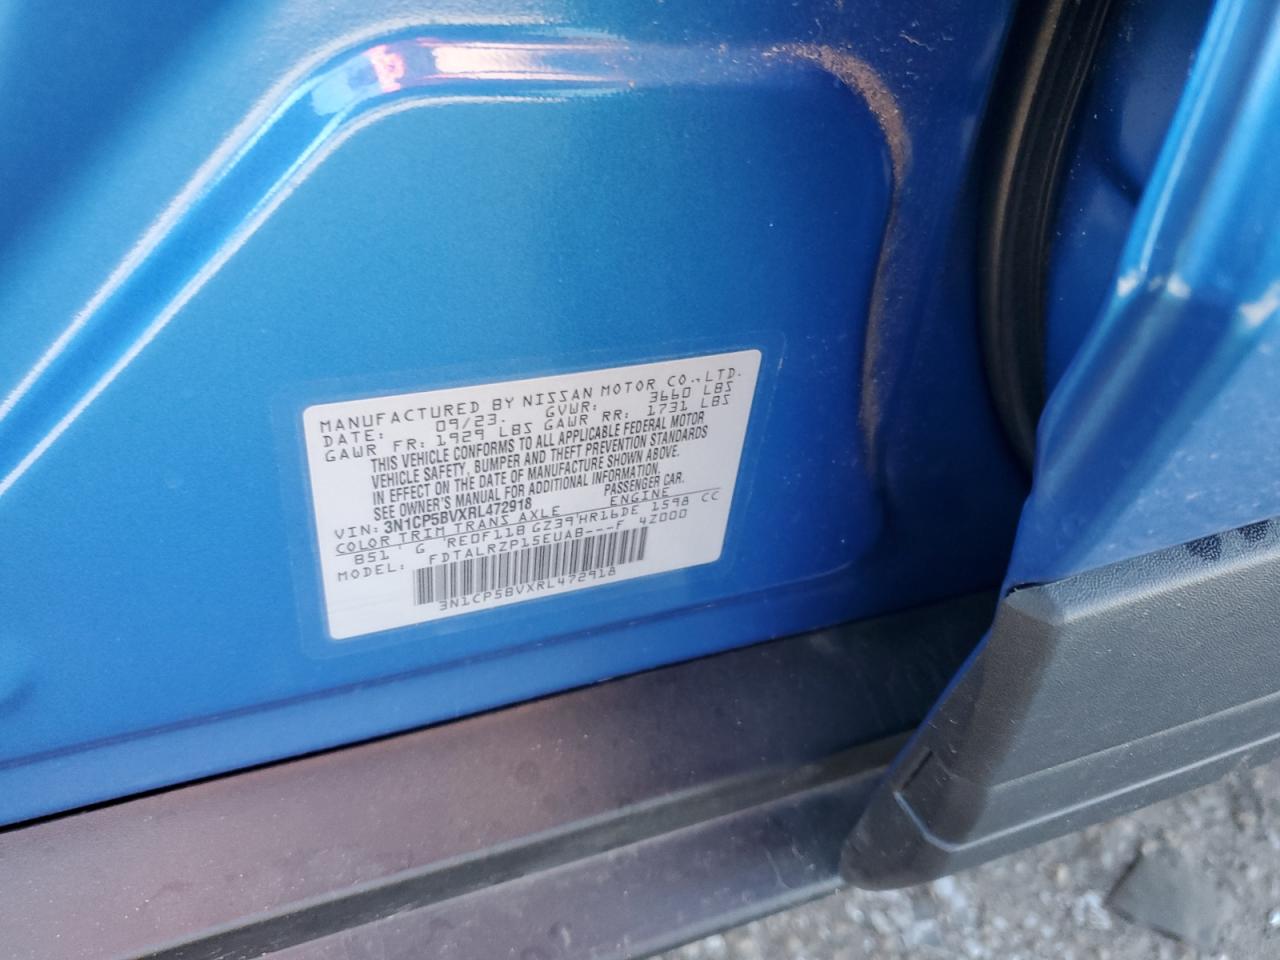 MANUFACTURED BY NISSAN MOTOR CO., LTD.
DATE: 09/23. GVWR: 3660 LBS
GAWR FR: 1929 LBS GAWR RR: 1731 LBS
THIS VEHICLE CONFORMS TO ALL APPLICABLE FEDERAL MOTOR
VEHICLE SAFETY, BUMPER AND THEFT PREVENTION STANDARDS
IN EFFECT ON THE DATE OF MANUFACTURE SHOWN ABOVE.
SEE OWNER'S MANUAL FOR ADDITIONAL INFORMATION.
VIN: 3N1CP5BVXRL472918 PASSENGER CAR.
COLOR TRIM TRANS AXLE ENGINE
B51 G RE0F11B GZ39 HR16DE 1598 CC
MODEL: FDTALRZP15EUAB---F 4Z000
3N1CP5BVXRL472918